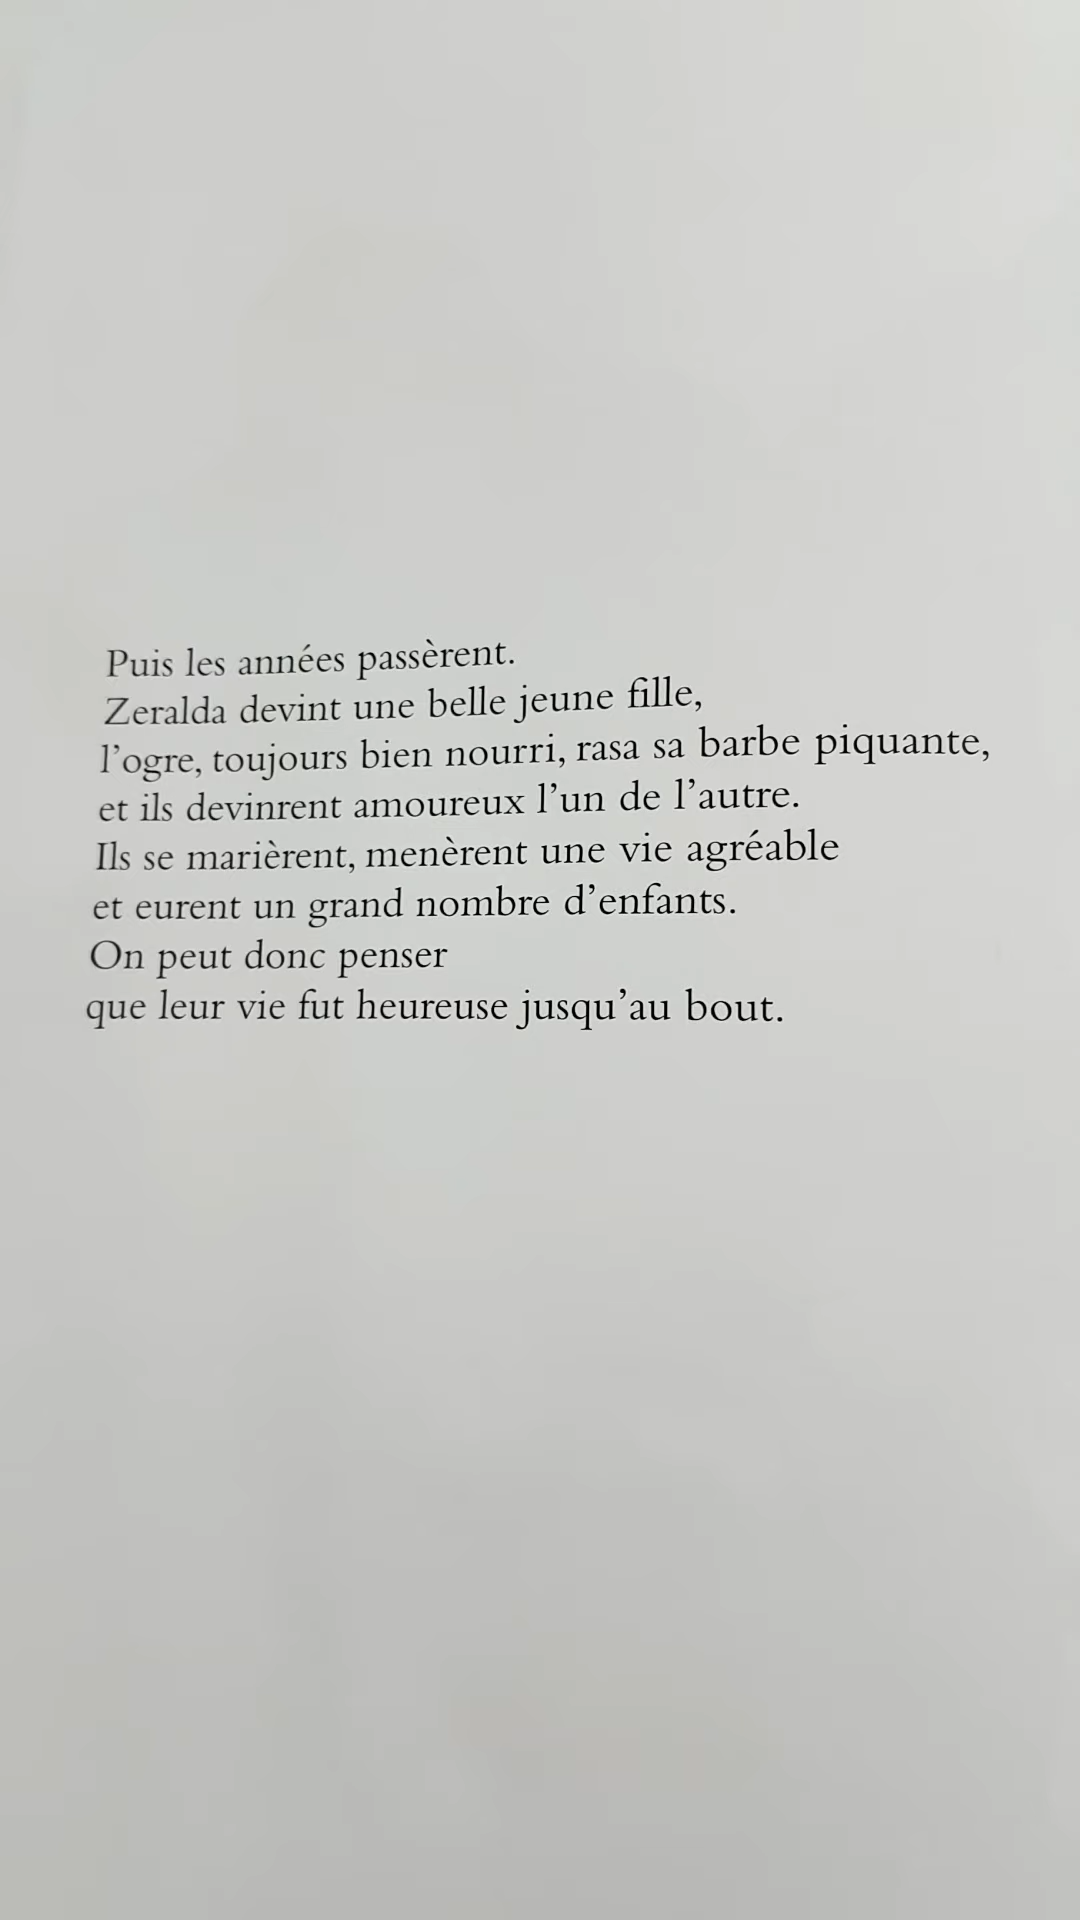 Puis les années passèrent.
Zeralda devint une belle jeune fille,
l’ogre, toujours bien nourri, rasa sa barbe piquante,
et ils devinrent amoureux l’un de l’autre.
Ils se marièrent, menèrent une vie agréable
et eurent un grand nombre d’enfants.
On peut donc penser
que leur vie fut heureuse jusqu’au bout.